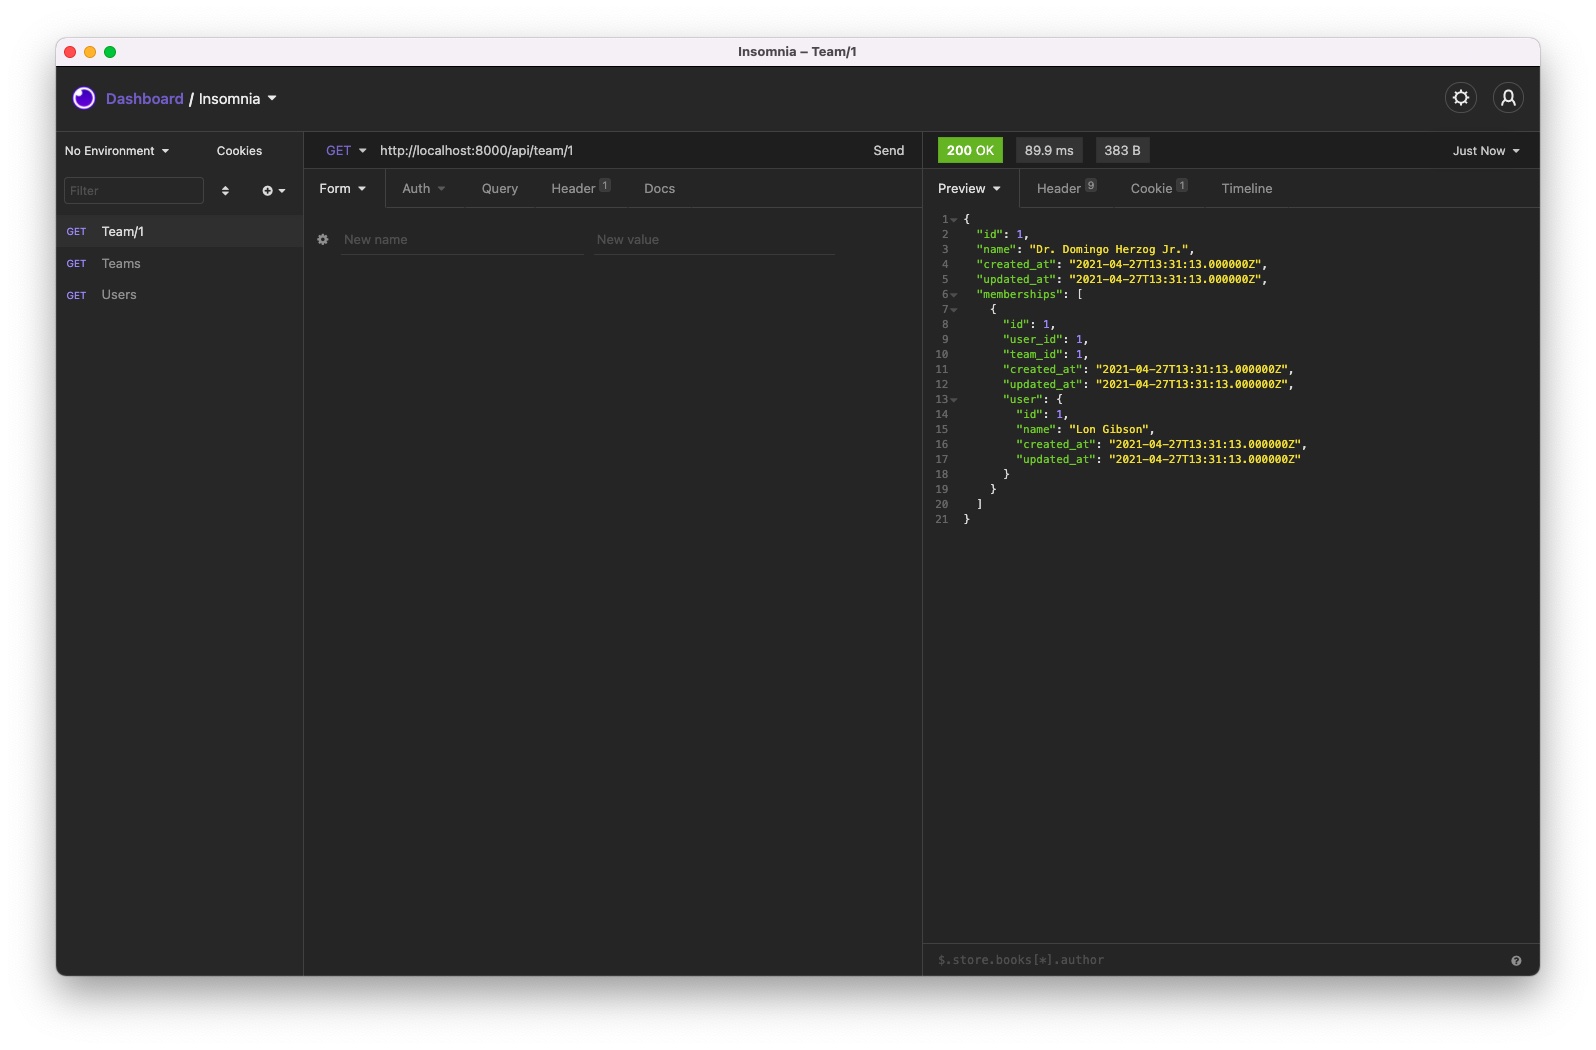 Insomnia – Team/1
Dashboard / Insomnia
No Environment
Cookies
Filter
GET Team/1
GET Teams
GET Users
GET http://localhost:8000/api/team/1 Send
Form Auth Query Header 1 Docs
New name New value
200 OK 89.9 ms 383 B Just Now
Preview Header 9 Cookie 1 Timeline
1 {
2 "id": 1,
3 "name": "Dr. Domingo Herzog Jr.",
4 "created_at": "2021-04-27T13:31:13.000000Z",
5 "updated_at": "2021-04-27T13:31:13.000000Z",
6 "memberships": [
7 {
8 "id": 1,
9 "user_id": 1,
10 "team_id": 1,
11 "created_at": "2021-04-27T13:31:13.000000Z",
12 "updated_at": "2021-04-27T13:31:13.000000Z",
13 "user": {
14 "id": 1,
15 "name": "Lon Gibson",
16 "created_at": "2021-04-27T13:31:13.000000Z",
17 "updated_at": "2021-04-27T13:31:13.000000Z"
18 }
19 }
20 ]
21 }
$.store.books[*].author